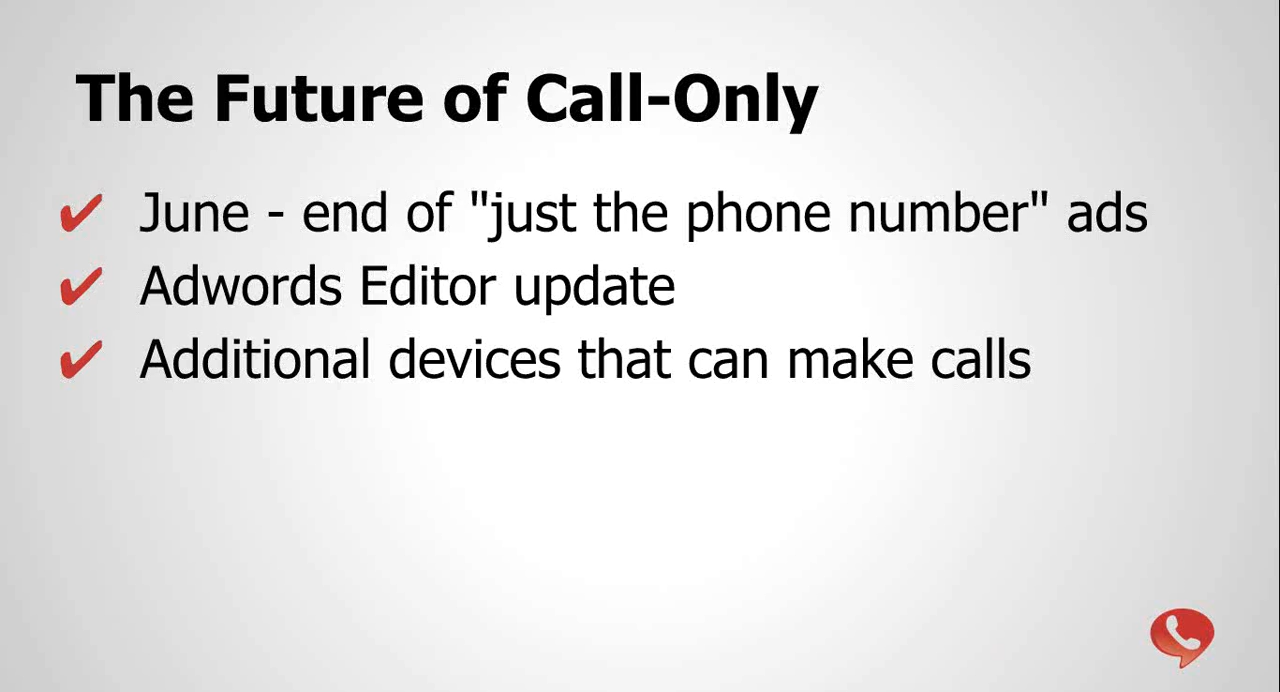 The Future of Call-Only
✔ June - end of "just the phone number" ads
✔ Adwords Editor update
✔ Additional devices that can make calls